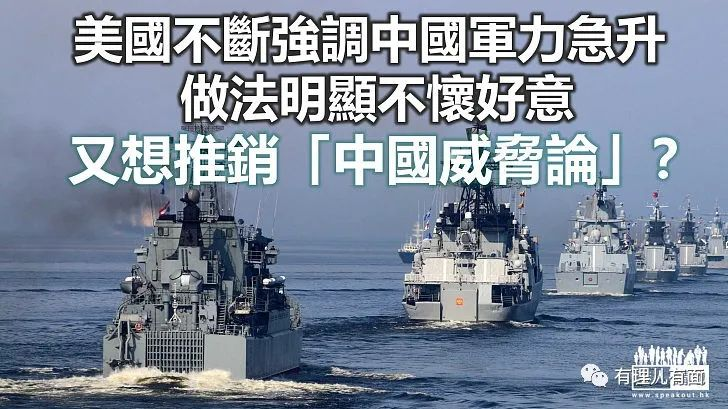 美國不斷強調中國軍力急升
做法明顯不懷好意
又想推銷「中國威脅論」？
有理儿有面
www.speakout.hk